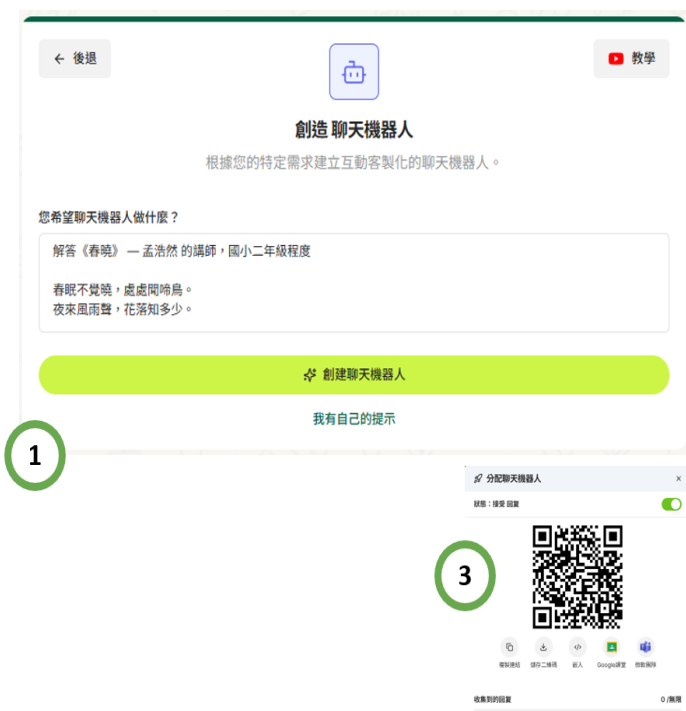 後退
教學
創造 聊天機器人
根據您的特定需求建立互動客製化的聊天機器人。
您希望聊天機器人做什麼？
解答《春曉》 — 孟浩然 的講師，國小二年級程度
春眠不覺曉，處處聞啼鳥。
夜來風雨聲，花落知多少。
創建聊天機器人
我有自己的提示
1
分配聊天機器人 ×
狀態：接受 回复
3
複製連結 儲存二維碼 嵌入 Google課堂 微軟團隊
收集到的回复 0 /無限